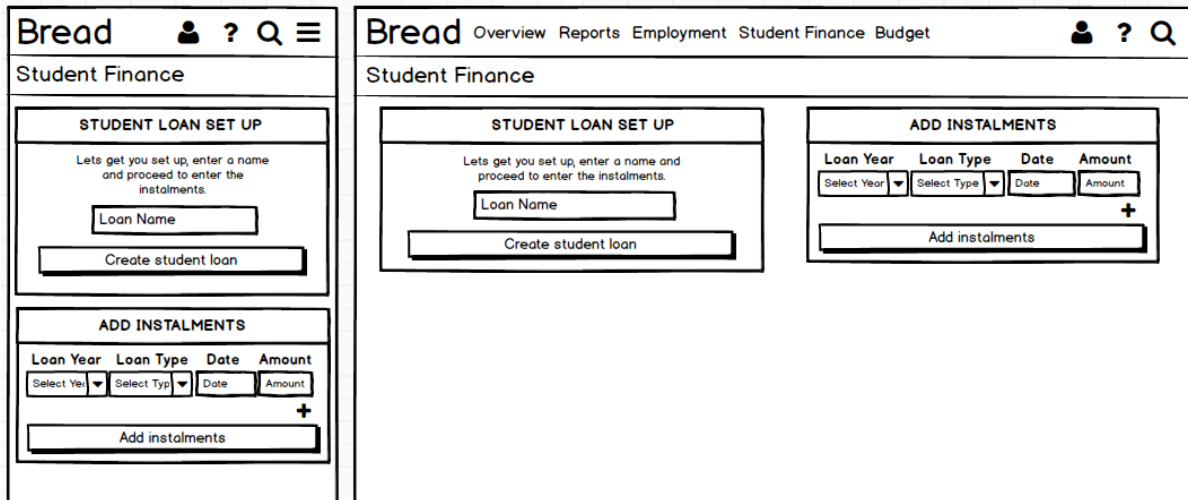 Bread ?
Student Finance
STUDENT LOAN SET UP
Lets get you set up, enter a name
and proceed to enter the
instalments.
Loan Name
Create student loan
ADD INSTALMENTS
Loan Year Loan Type Date Amount
Select Yea Select Typ Date Amount
+
Add instalments
Bread Overview Reports Employment Student Finance Budget ?
Student Finance
STUDENT LOAN SET UP
Lets get you set up, enter a name and
proceed to enter the instalments.
Loan Name
Create student loan
ADD INSTALMENTS
Loan Year Loan Type Date Amount
Select Year Select Type Date Amount
+
Add instalments